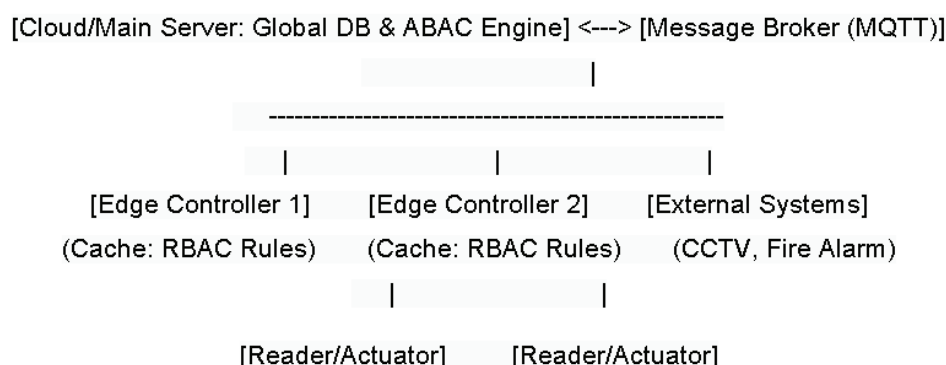 [Cloud/Main Server: Global DB & ABAC Engine] <---> [Message Broker (MQTT)]
|
-----------------------------------------------------
| | |
[Edge Controller 1] [Edge Controller 2] [External Systems]
(Cache: RBAC Rules) (Cache: RBAC Rules) (CCTV, Fire Alarm)
| |
[Reader/Actuator] [Reader/Actuator]